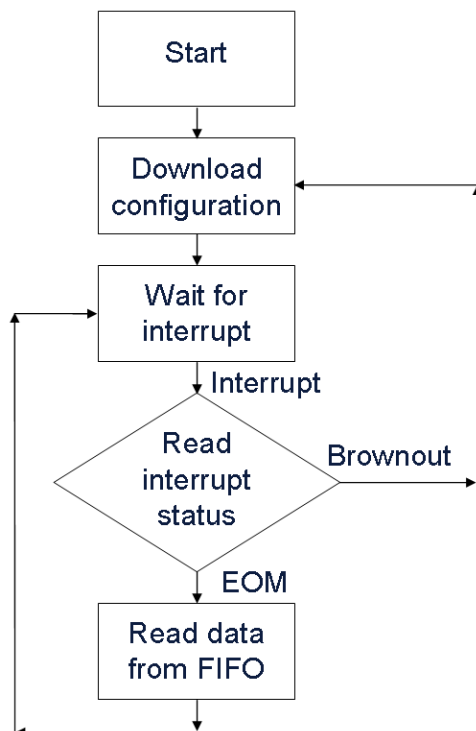 Start
Download
configuration
Wait for
interrupt
Interrupt
Read
interrupt
status
Brownout
EOM
Read data
from FIFO